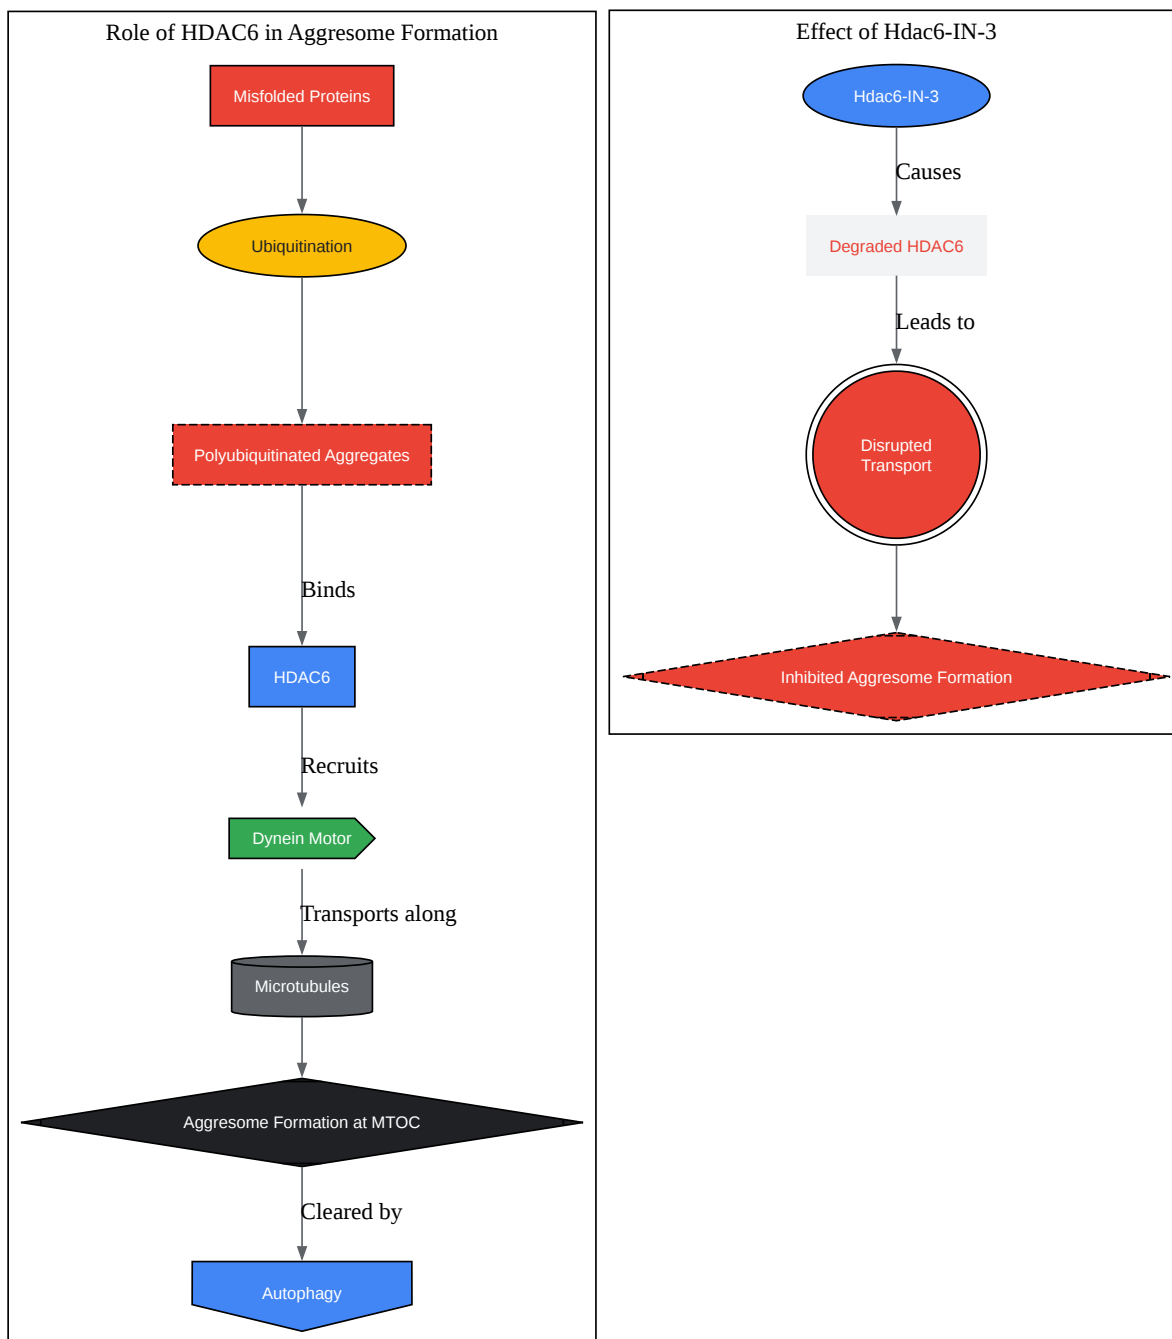 Role of HDAC6 in Aggresome Formation
Misfolded Proteins
Ubiquitination
Polyubiquitinated Aggregates
Binds
HDAC6
Recruits
Dynein Motor
Transports along
Microtubules
Aggresome Formation at MTOC
Cleared by
Autophagy
Effect of Hdac6-IN-3
Hdac6-IN-3
Causes
Degraded HDAC6
Leads to
Disrupted
Transport
Inhibited Aggresome Formation